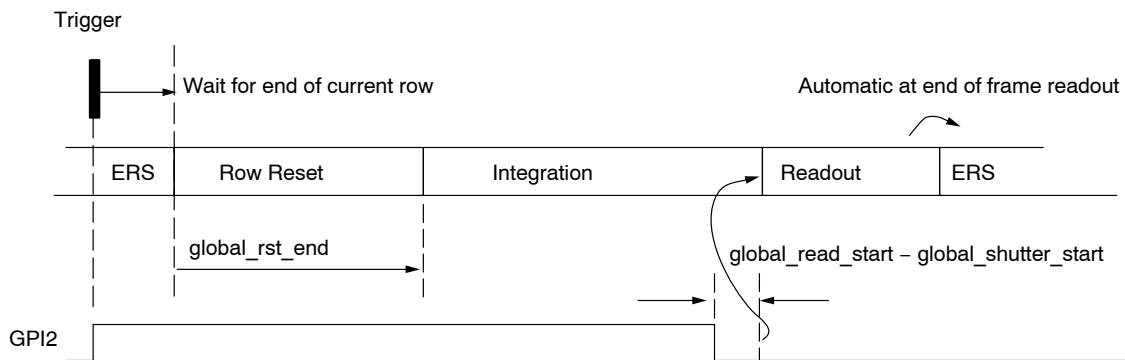 Trigger
Wait for end of current row
Automatic at end of frame readout
ERS Row Reset Integration Readout ERS
global_rst_end
global_read_start − global_shutter_start
GPI2